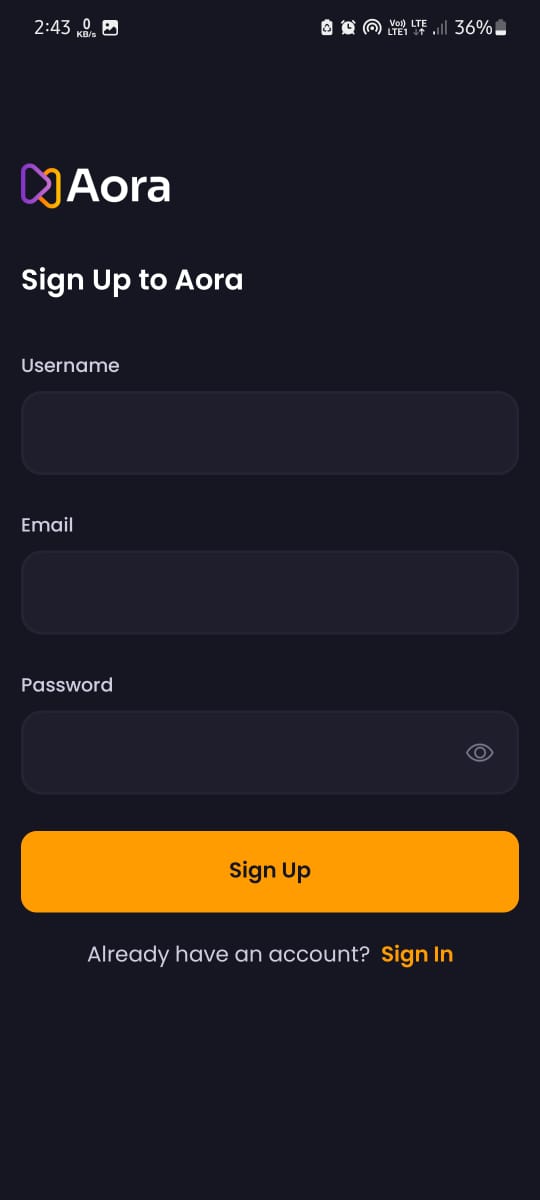 2:43 0 KB/s Vo)) LTE1 LTE 36%
Aora
Sign Up to Aora
Username
Email
Password
Sign Up
Already have an account? Sign In